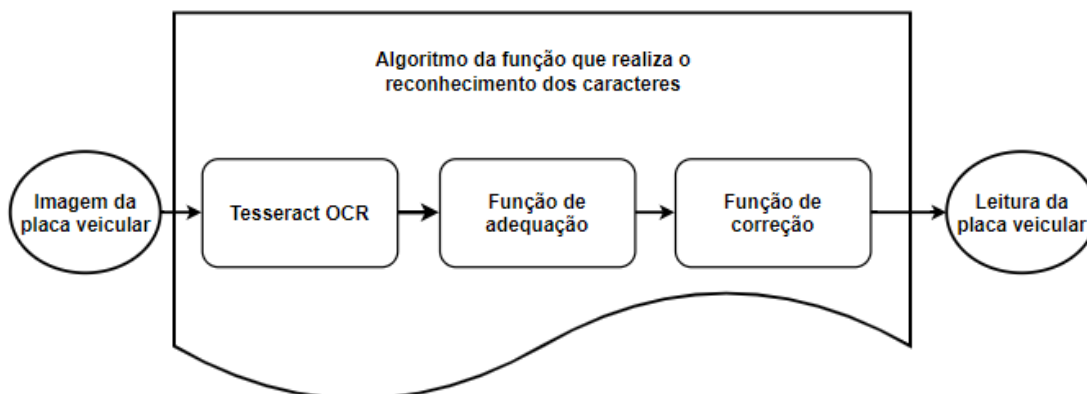 Algoritmo da função que realiza o
reconhecimento dos caracteres
Imagem da
placa veicular
Tesseract OCR
Função de
adequação
Função de
correção
Leitura da
placa veicular